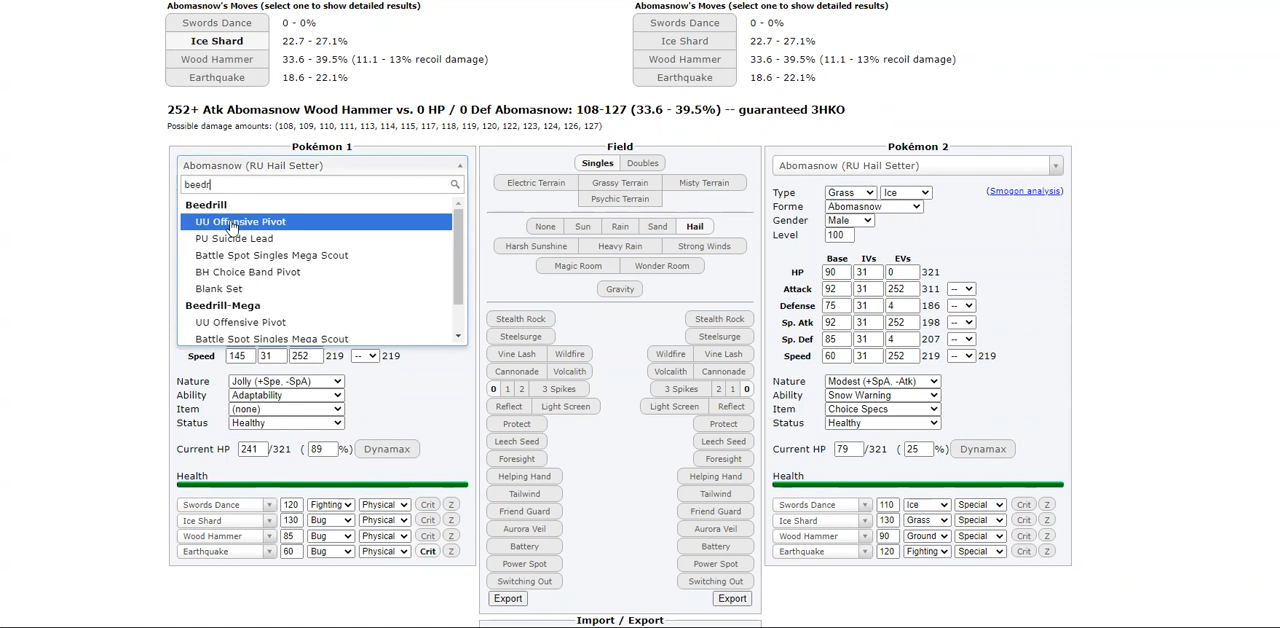 Abomasnow's Moves (select one to show detailed results)
Abomasnow's Moves (select one to show detailed results)
Swords Dance 0 - 0%
Swords Dance 0 - 0%
Ice Shard 22.7 - 27.1%
Ice Shard 22.7 - 27.1%
Wood Hammer 33.6 - 39.5% (11.1 - 13% recoil damage)
Wood Hammer 33.6 - 39.5% (11.1 - 13% recoil damage)
Earthquake 18.6 - 22.1%
Earthquake 18.6 - 22.1%
252+ Atk Abomasnow Wood Hammer vs. 0 HP / 0 Def Abomasnow: 108-127 (33.6 - 39.5%) -- guaranteed 3HKO
Possible damage amounts: (108, 109, 110, 111, 113, 114, 115, 117, 118, 119, 120, 122, 123, 124, 126, 127)
Pokémon 1
Abomasnow (RU Hail Setter)
beedr
Beedrill
UU Offensive Pivot
PU Suicide Lead
Battle Spot Singles Mega Scout
BH Choice Band Pivot
Blank Set
Beedrill-Mega
UU Offensive Pivot
Battle Spot Singles Mega Scout
Speed 145 31 252 219 -- 219
Nature Jolly (+Spe, -SpA)
Ability Adaptability
Item (none)
Status Healthy
Current HP 241 /321 ( 89 %) Dynamax
Health
Swords Dance 120 Fighting Physical Crit Z
Ice Shard 130 Bug Physical Crit Z
Wood Hammer 85 Bug Physical Crit Z
Earthquake 60 Bug Physical Crit Z
Field
Singles Doubles
Electric Terrain Grassy Terrain Misty Terrain
Psychic Terrain
None Sun Rain Sand Hail
Harsh Sunshine Heavy Rain Strong Winds
Magic Room Wonder Room
Gravity
Stealth Rock Stealth Rock
Steelsurge Steelsurge
Vine Lash Wildfire Wildfire Vine Lash
Cannonade Volcalith Volcalith Cannonade
0 1 2 3 Spikes 3 Spikes 2 1 0
Reflect Light Screen Light Screen Reflect
Protect Protect
Leech Seed Leech Seed
Foresight Foresight
Helping Hand Helping Hand
Tailwind Tailwind
Friend Guard Friend Guard
Aurora Veil Aurora Veil
Battery Battery
Power Spot Power Spot
Switching Out Switching Out
Export Export
Import / Export
Pokémon 2
Abomasnow (RU Hail Setter)
Type Grass Ice (Smogon analysis)
Forme Abomasnow
Gender Male
Level 100
Base IVs EVs
HP 90 31 0 321
Attack 92 31 252 311 --
Defense 75 31 4 186 --
Sp. Atk 92 31 252 198 --
Sp. Def 85 31 4 207 --
Speed 60 31 252 219 -- 219
Nature Modest (+SpA, -Atk)
Ability Snow Warning
Item Choice Specs
Status Healthy
Current HP 79 /321 ( 25 %) Dynamax
Health
Swords Dance 110 Ice Special Crit Z
Ice Shard 130 Grass Special Crit Z
Wood Hammer 90 Ground Special Crit Z
Earthquake 120 Fighting Special Crit Z